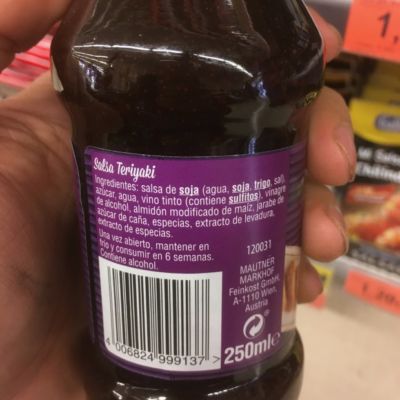 Salsa Teriyaki
Ingredientes: salsa de soja (agua, soja, trigo, sal),
azúcar, agua, vino tinto (contiene sulfitos), vinagre
de alcohol, almidón modificado de maíz, jarabe de
azúcar de caña, especias, extracto de levadura,
extracto de especias.
Una vez abierto, mantener en
frío y consumir en 6 semanas.
Contiene alcohol.
120031
MAUTNER
MARKHOF
Feinkost GmbH,
A-1110 Wien,
Austria
4 006824 999137 >
250ml e
1,